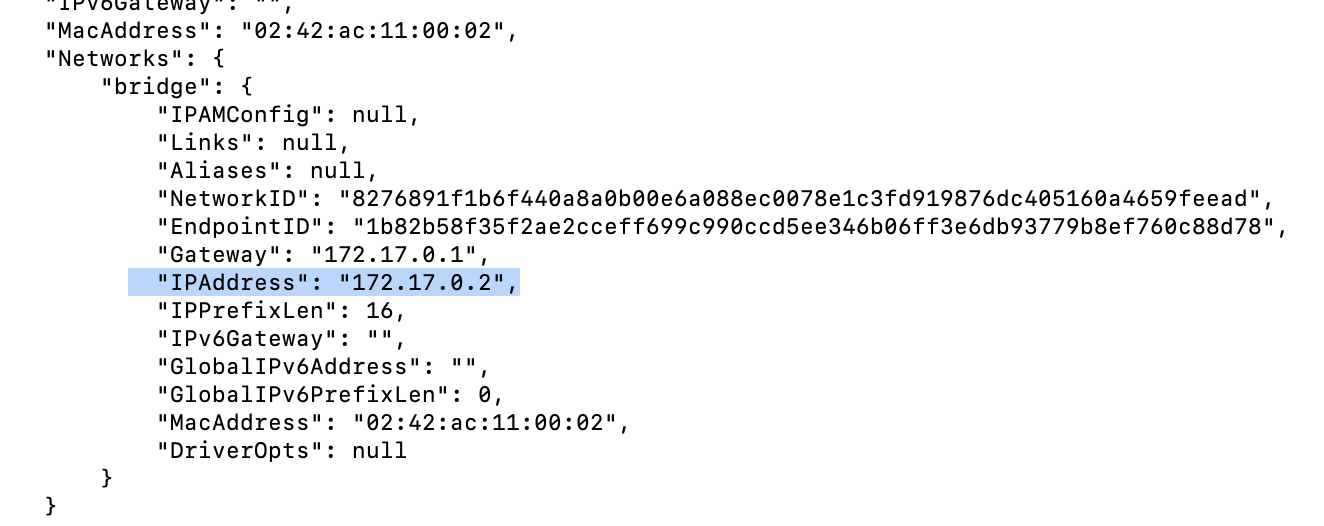 "IPv6Gateway": "",
"MacAddress": "02:42:ac:11:00:02",
"Networks": {
"bridge": {
"IPAMConfig": null,
"Links": null,
"Aliases": null,
"NetworkID": "8276891f1b6f440a8a0b00e6a088ec0078e1c3fd919876dc405160a4659feead",
"EndpointID": "1b82b58f35f2ae2cceff699c990ccd5ee346b06ff3e6db93779b8ef760c88d78",
"Gateway": "172.17.0.1",
"IPAddress": "172.17.0.2",
"IPPrefixLen": 16,
"IPv6Gateway": "",
"GlobalIPv6Address": "",
"GlobalIPv6PrefixLen": 0,
"MacAddress": "02:42:ac:11:00:02",
"DriverOpts": null
}
}